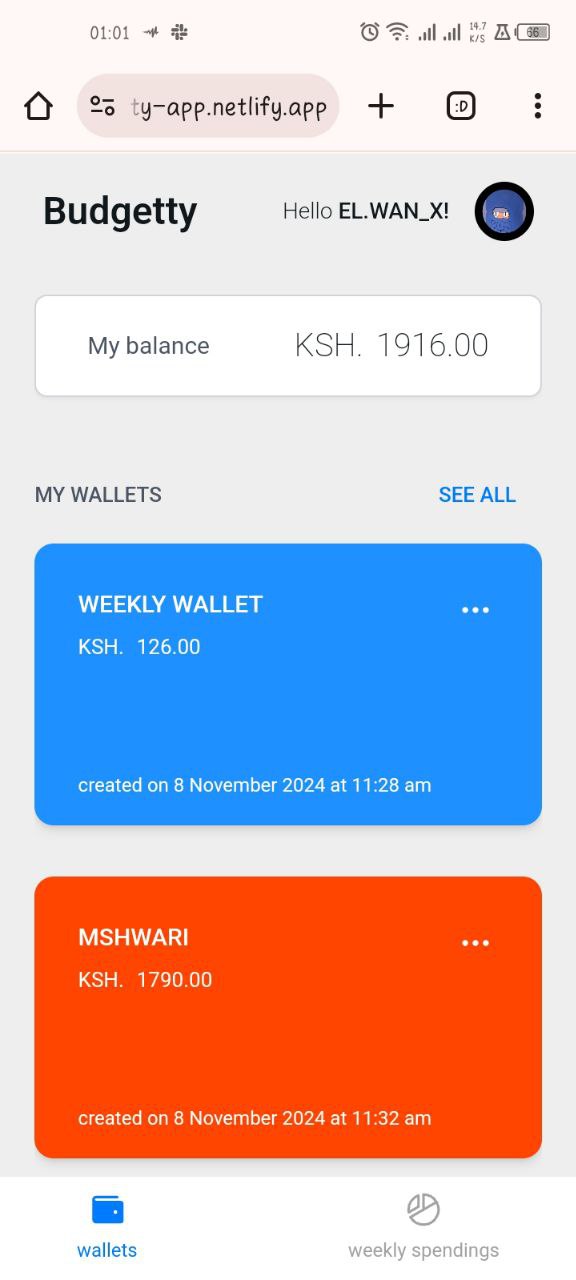 01:01 14.7 K/S 66
ty-app.netlify.app :D
Budgetty Hello EL.WAN_X!
My balance KSH. 1916.00
MY WALLETS SEE ALL
WEEKLY WALLET
KSH. 126.00
created on 8 November 2024 at 11:28 am
MSHWARI
KSH. 1790.00
created on 8 November 2024 at 11:32 am
wallets weekly spendings